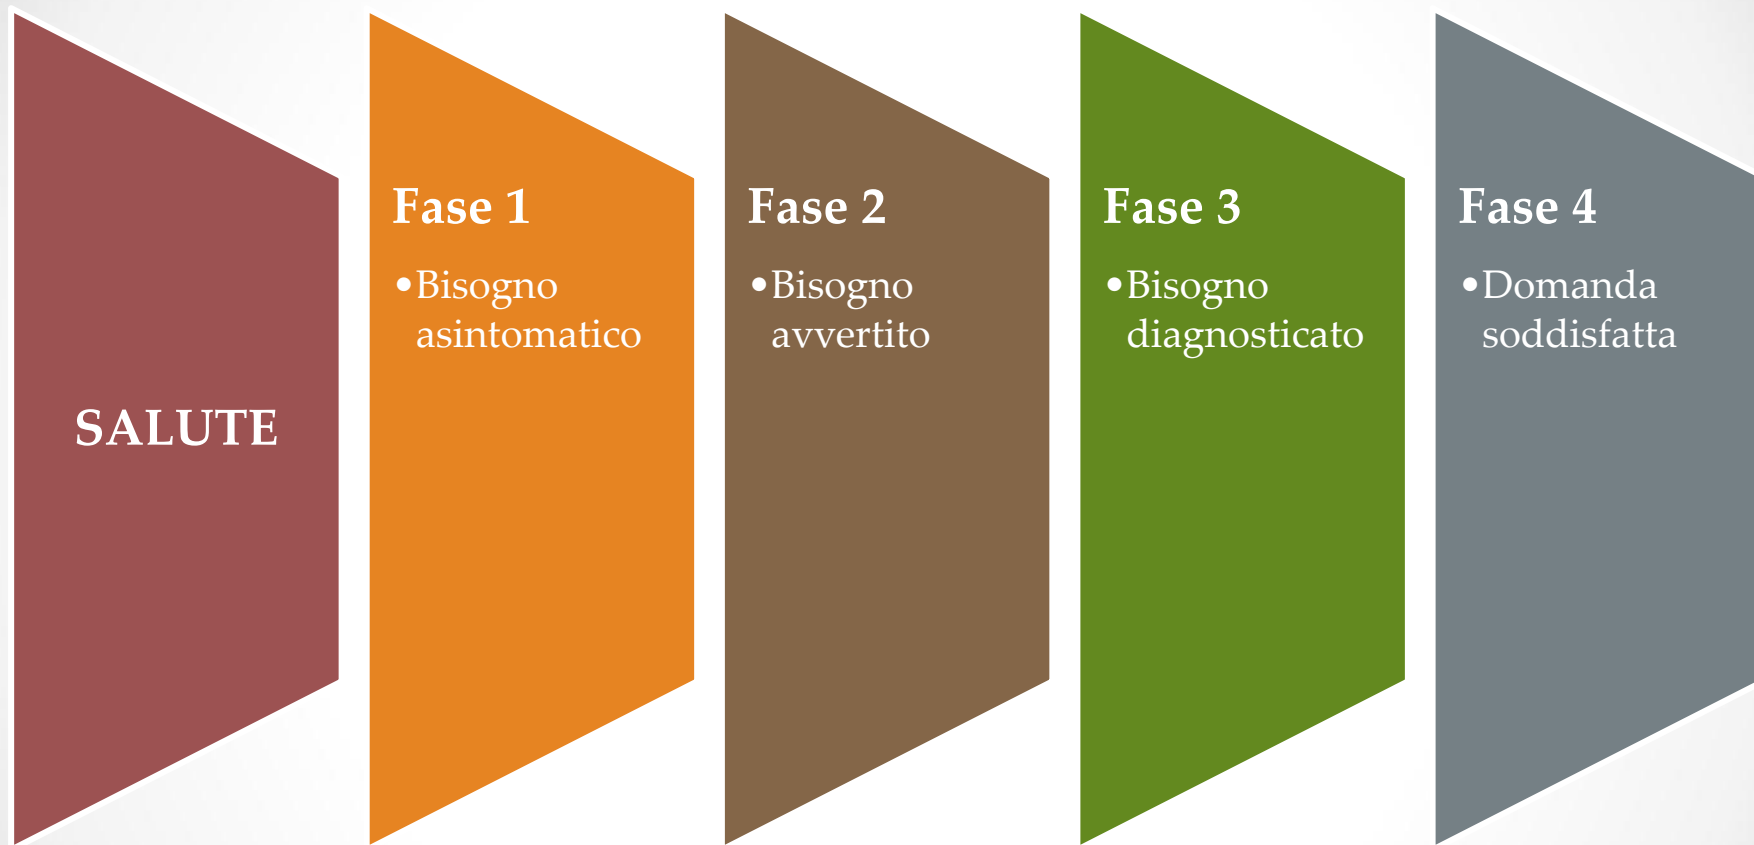 SALUTE
Fase 1
•Bisogno
asintomatico
Fase 2
•Bisogno
avvertito
Fase 3
•Bisogno
diagnosticato
Fase 4
•Domanda
soddisfatta